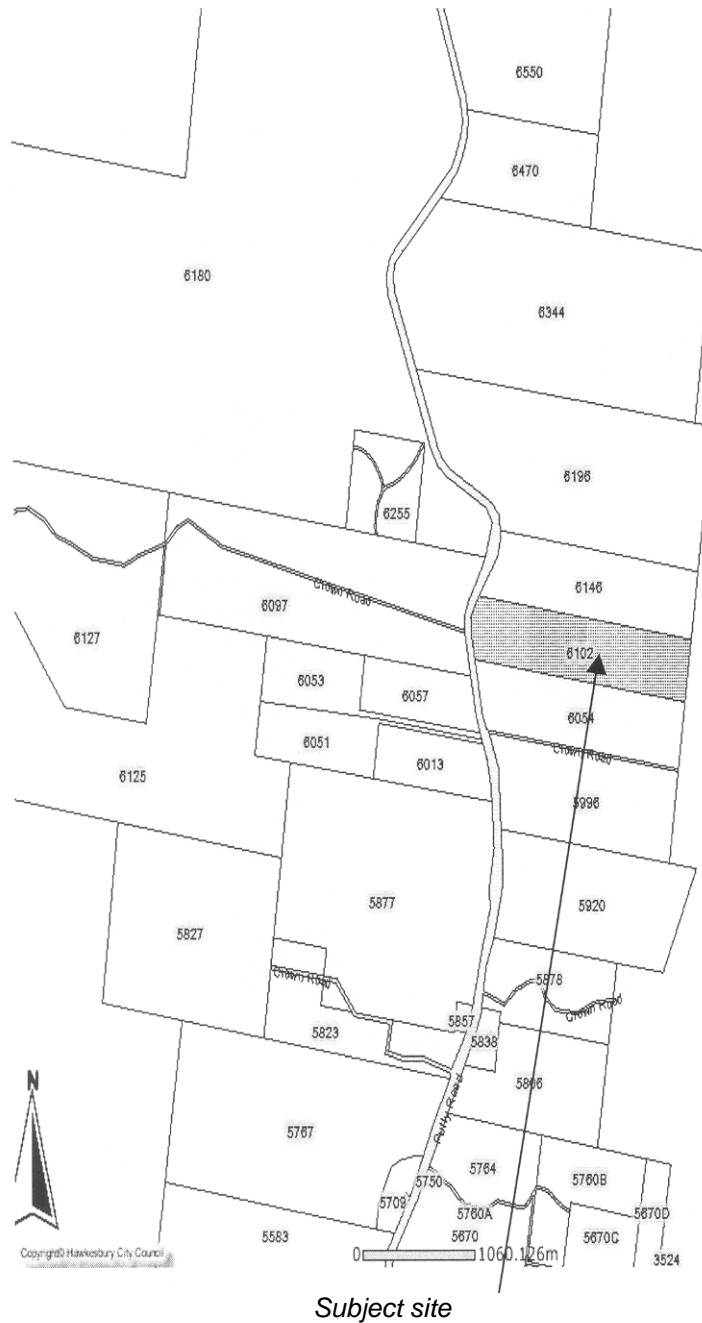 6550
6470
6180
6344
6196
6255
6146
Crown Road
6097
6127
6102
6053
6057
6054
6051
6013
Crown Road
6125
5996
5877
5920
5827
5878
Crown Road
Crown Road
5857
5823
5838
5866
Putty Road
N
5767
5764
5750
5760B
5709
5760A
5670D
5583
5670
5670C
3524
Copyright© Hawkesbury City Council
0 1060.126m
Subject site